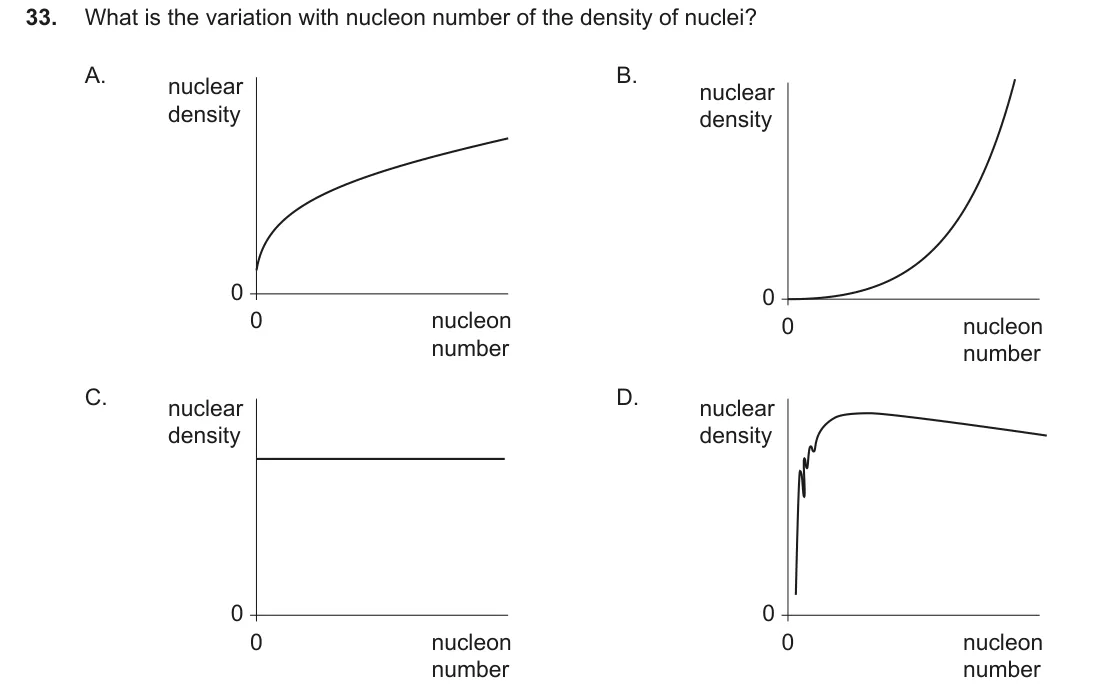 33. What is the variation with nucleon number of the density of nuclei?
A.
nuclear
density
0
0
nucleon
number
B.
nuclear
density
0
0
nucleon
number
C.
nuclear
density
0
0
nucleon
number
D.
nuclear
density
0
0
nucleon
number